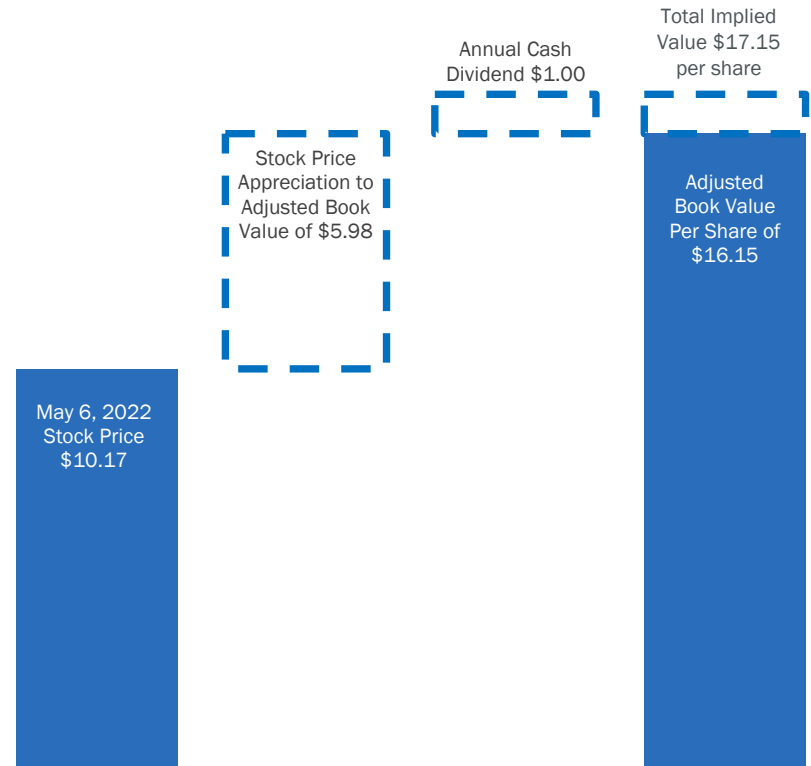 May 6, 2022
Stock Price
$10.17
Stock Price
Appreciation to
Adjusted Book
Value of $5.98
Annual Cash
Dividend $1.00
Total Implied
Value $17.15
per share
Adjusted
Book Value
Per Share of
$16.15